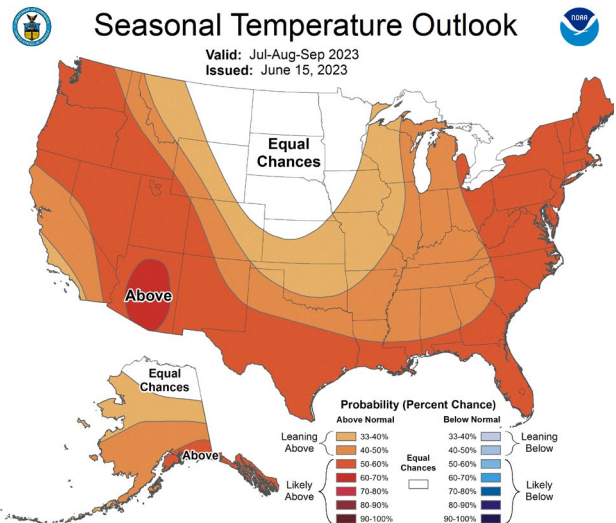 Seasonal Temperature Outlook
NOAA
Valid: Jul-Aug-Sep 2023
Issued: June 15, 2023
Equal
Chances
Above
Equal
Chances
Above
Probability (Percent Chance)
Above Normal
Below Normal
Leaning
Above
33-40%
40-50%
Likely
Above
50-60%
60-70%
70-80%
80-90%
90-100%
Equal
Chances
33-40%
40-50%
Leaning
Below
50-60%
60-70%
70-80%
80-90%
90-100%
Likely
Below